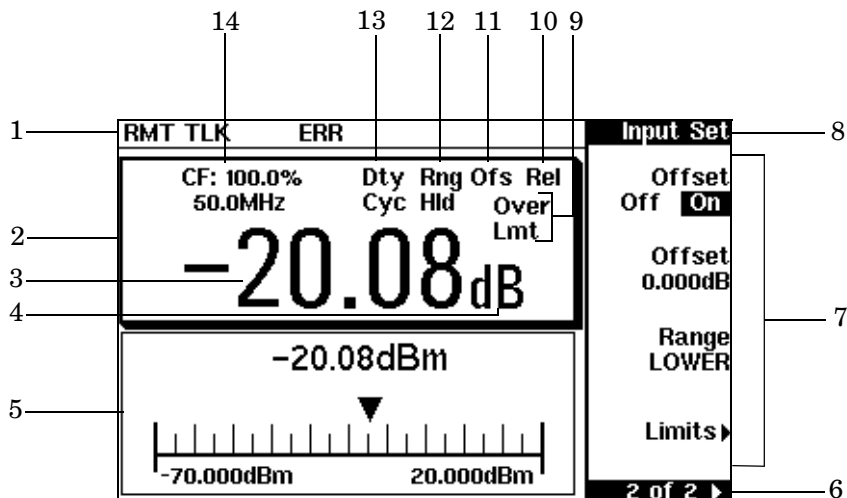 14 13 12 11 10 9
1 RMT TLK ERR Input Set 8
CF: 100.0% Dty Rng Ofs Rel
50.0MHz Cyc Hld Over
Lmt
Offset
Off On
2
-20.08dB
3
4
Offset
0.000dB
7
Range
LOWER
-20.08dBm
5
-70.000dBm 20.000dBm
Limits
2 of 2 6